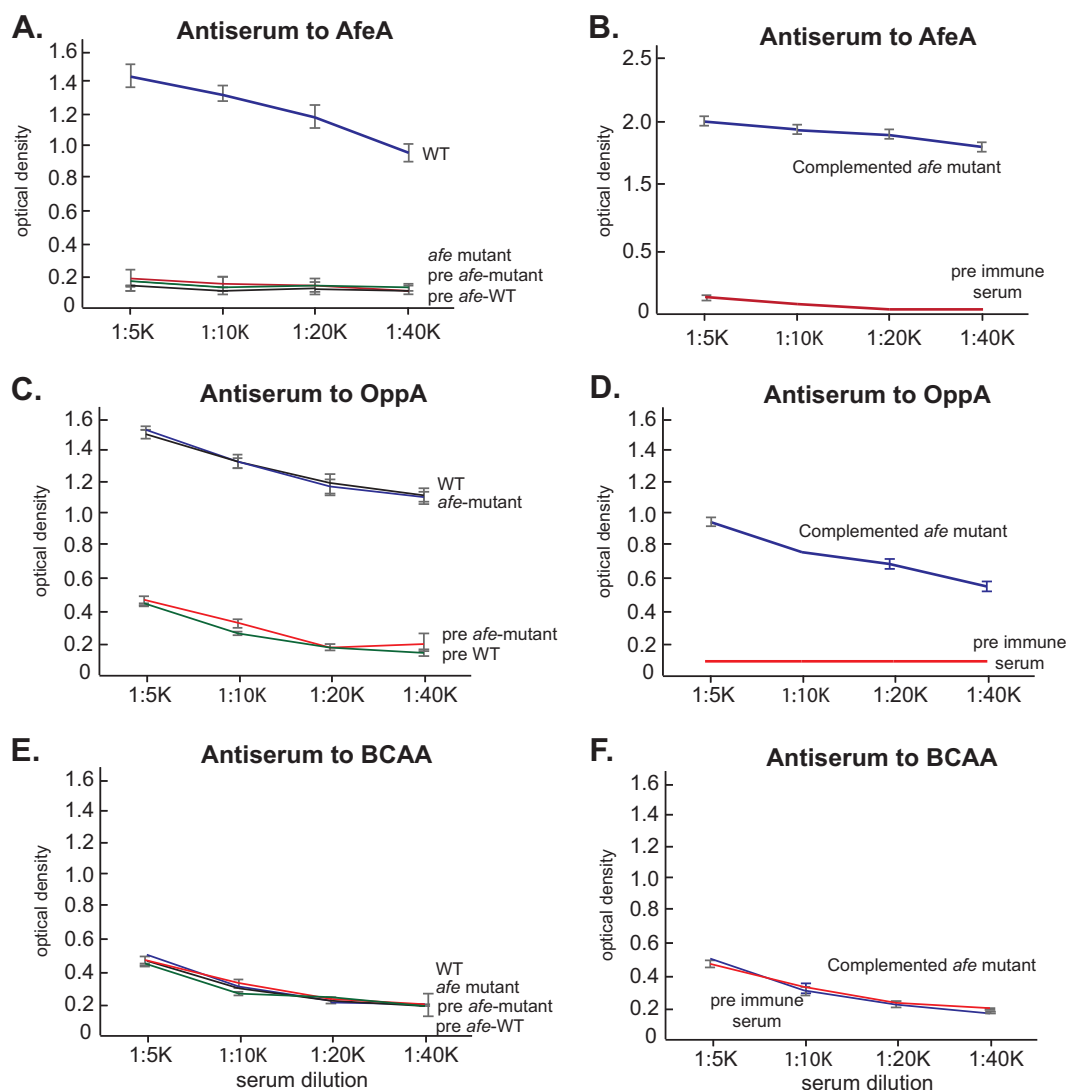 A.
Antiserum to AfeA
1.6
1.4
1.2
1.0
0.8
0.6
0.4
0.2
0
optical density
WT
afe mutant
pre afe-mutant
pre afe-WT
1:5K
1:10K
1:20K
1:40K
B.
Antiserum to AfeA
2.5
2.0
1.5
0.5
0
optical density
Complemented afe mutant
pre immune
serum
1:5K
1:10K
1:20K
1:40K
C.
Antiserum to OppA
1.6
1.4
1.2
1.0
0.8
0.6
0.4
0.2
0
optical density
WT
afe-mutant
pre afe-mutant
pre WT
1:5K
1:10K
1:20K
1:40K
D.
Antiserum to OppA
1.6
1.4
1.2
1.0
0.8
0.6
0.4
0.2
0
optical density
Complemented afe mutant
pre immune
serum
1:5K
1:10K
1:20K
1:40K
E.
Antiserum to BCAA
1.6
1.4
1.2
1.0
0.8
0.6
0.4
0.2
0
optical density
WT
afe mutant
pre afe-mutant
pre afe-WT
1:5K
1:10K
1:20K
1:40K
serum dilution
F.
Antiserum to BCAA
1.6
1.4
1.2
1.0
0.8
0.6
0.4
0.2
0
optical density
Complemented afe mutant
pre immune
serum
1:5K
1:10K
1:20K
1:40K
serum dilution